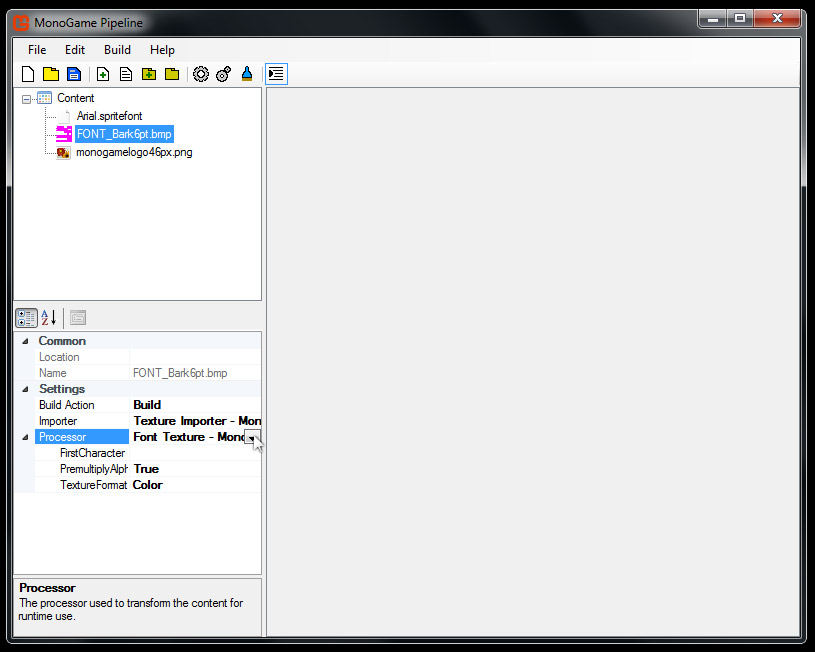 MonoGame Pipeline
File Edit Build Help
Content
Arial.spritefont
FONT_Bark6pt.bmp
monogamelogo46px.png
Common
Location
Name FONT_Bark6pt.bmp
Settings
Build Action Build
Importer Texture Importer - Mon
Processor Font Texture - Mono
FirstCharacter
PremultiplyAlph True
TextureFormat Color
Processor
The processor used to transform the content for
runtime use.